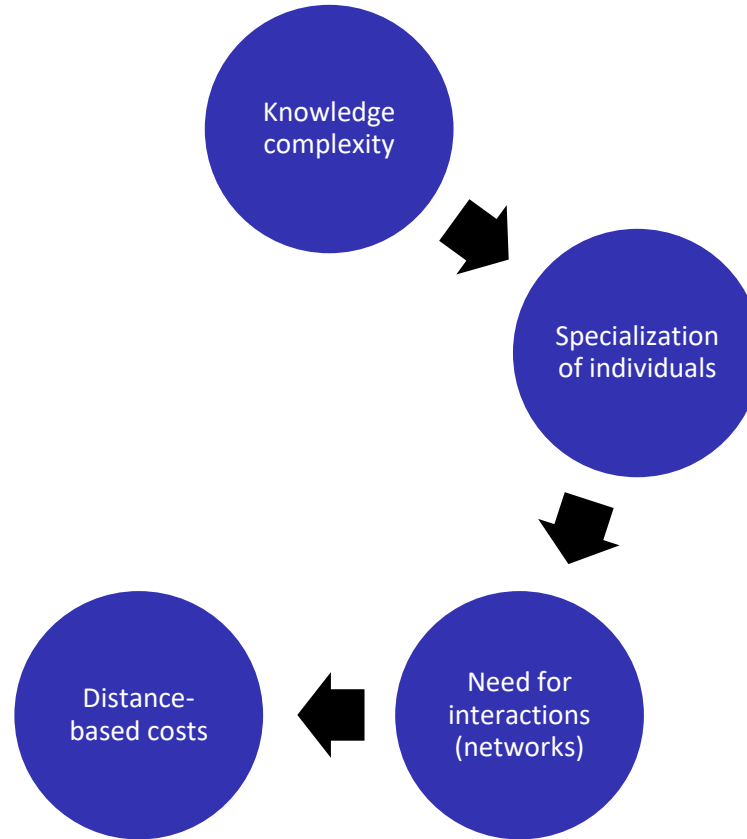 Knowledge
complexity
Specialization
of individuals
Need for
interactions
(networks)
Distance-
based costs